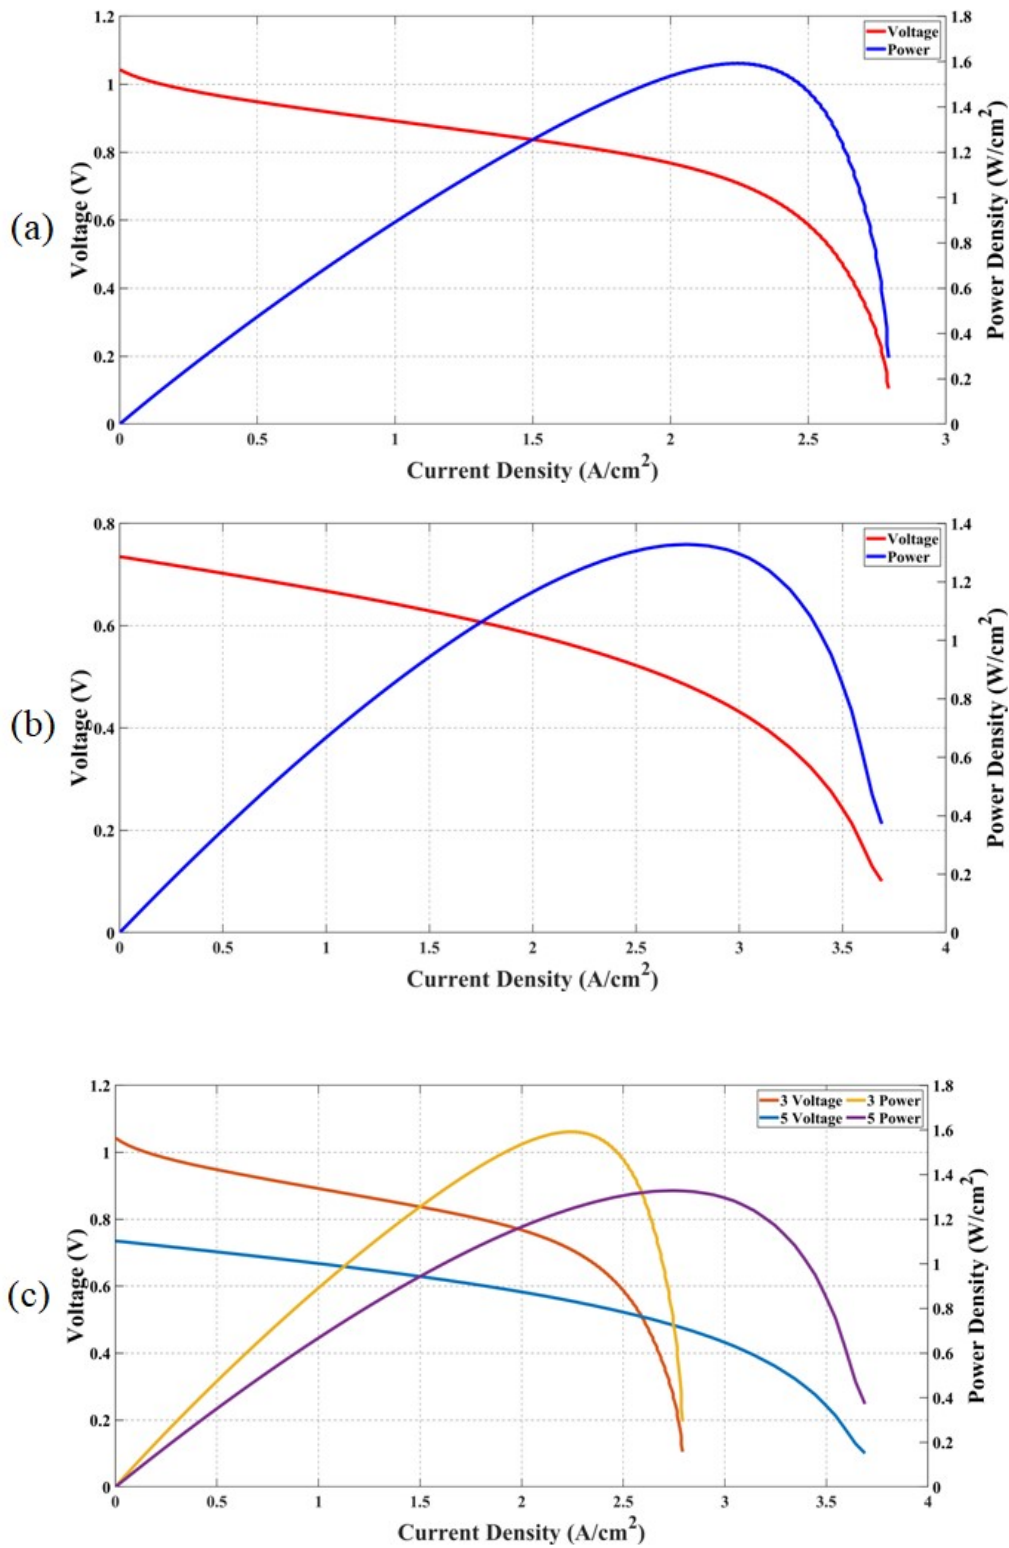 (a)
Voltage (V)
1.2
1
0.8
0.6
0.4
0.2
0
Voltage
Power
1.8
1.6
1.4
1.2
1
0.8
0.6
0.4
0.2
0
Power Density (W/cm²)
0 0.5 1 1.5 2 2.5 3
Current Density (A/cm²)
(b)
Voltage (V)
0.8
0.6
0.4
0.2
0
Voltage
Power
1.4
1.2
1
0.8
0.6
0.4
0.2
0
Power Density (W/cm²)
0 0.5 1 1.5 2 2.5 3 3.5 4
Current Density (A/cm²)
(c)
Voltage (V)
1.2
1
0.8
0.6
0.4
0.2
0
3 Voltage 3 Power
5 Voltage 5 Power
1.8
1.6
1.4
1.2
1
0.8
0.6
0.4
0.2
0
Power Density (W/cm²)
0 0.5 1 1.5 2 2.5 3 3.5 4
Current Density (A/cm²)